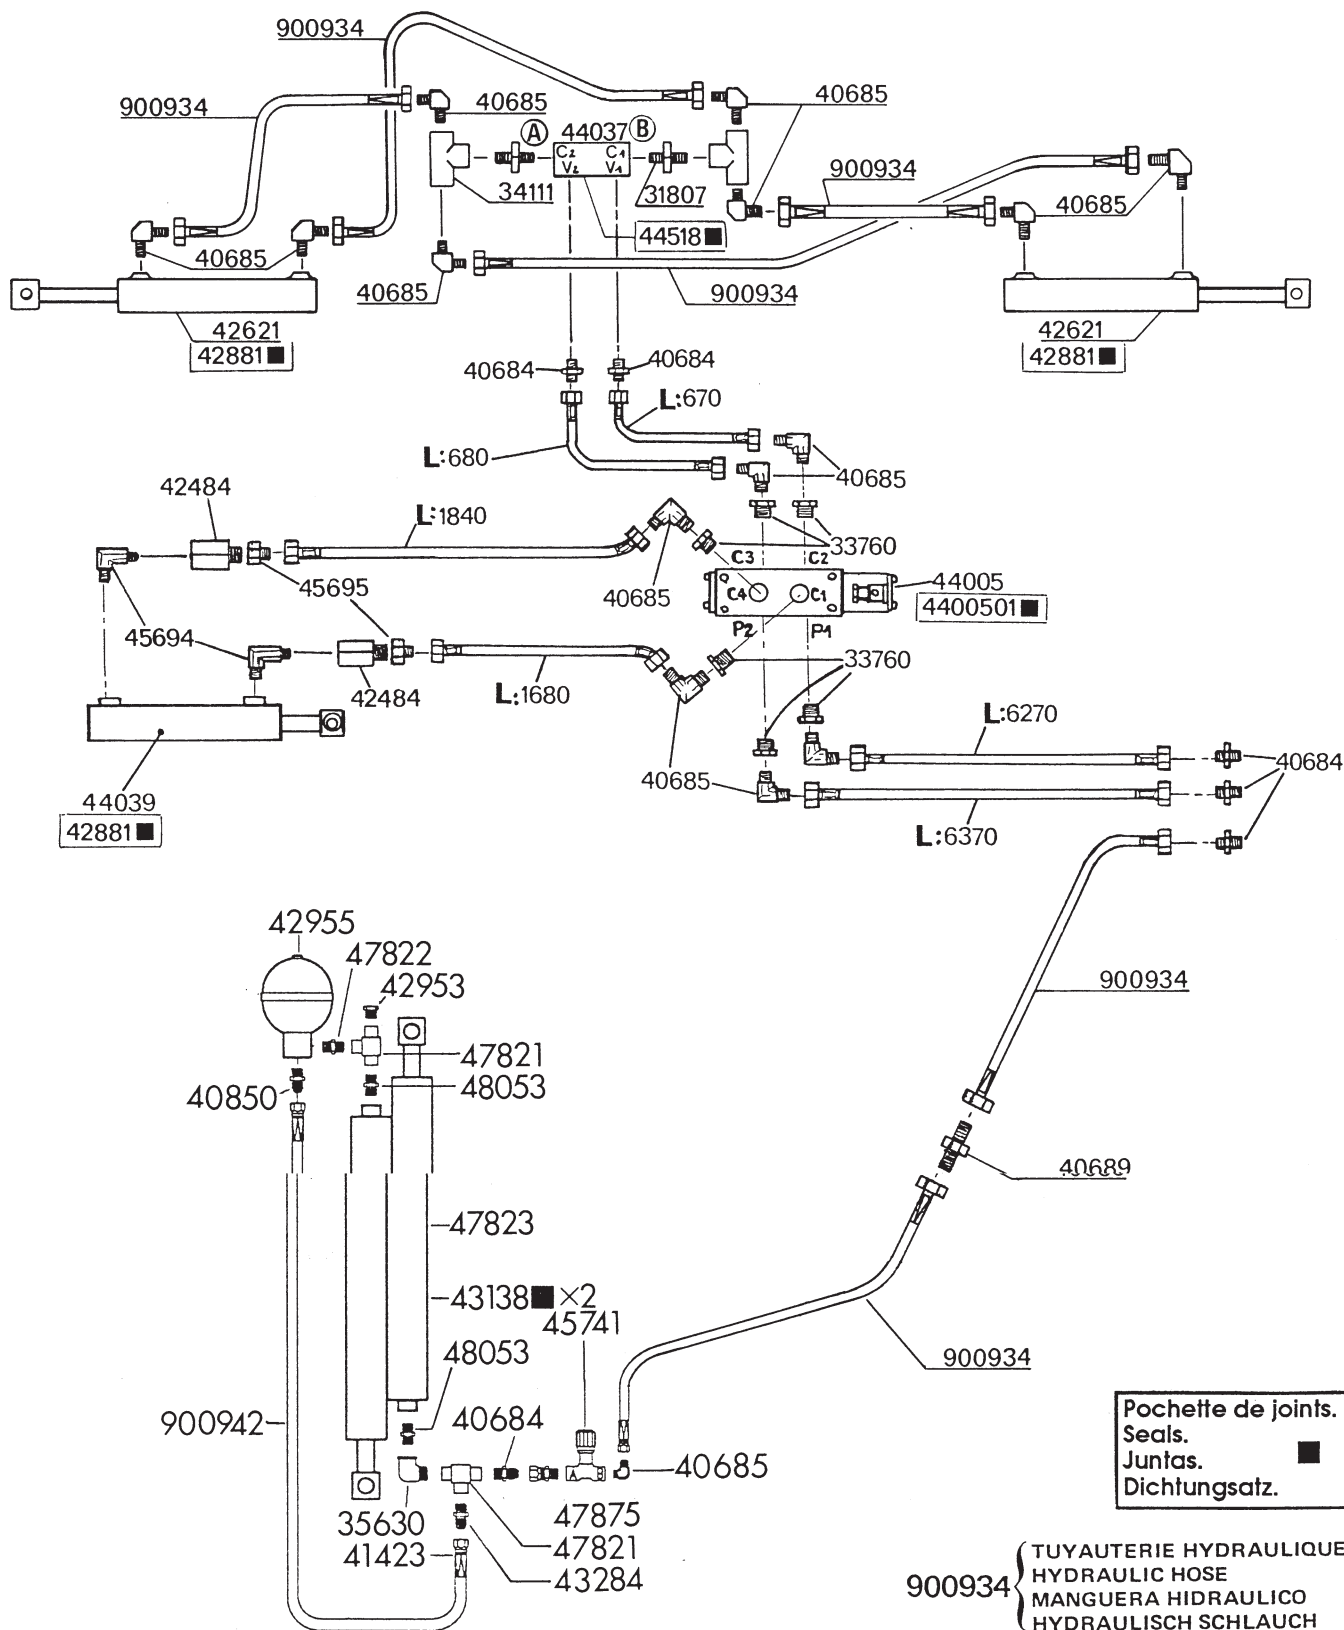 900934
900934
40685
40685
A
44037
B
C2
C1
V2
V1
34111
31807
900934
40685
44518 ■
40685
40685
900934
42621
42881 ■
42621
42881 ■
40684
40684
L:670
L:680
40685
42484
L:1840
33760
C3
C2
45695
40685
C4
C1
44005
4400501 ■
P2
P1
45694
33760
42484
L:1680
L:6270
40685
40684
44039
42881 ■
L:6370
42955
47822
42953
900934
47821
48053
40850
40689
47823
43138 ■ ×2
45741
48053
900934
900942
40684
A
40685
Pochette de joints.
Seals.
Juntas. ■
Dichtungsatz.
35630
47875
41423
47821
43284
TUYAUTERIE HYDRAULIQUE
900934 { HYDRAULIC HOSE
MANGUERA HIDRAULICO
HYDRAULISCH SCHLAUCH